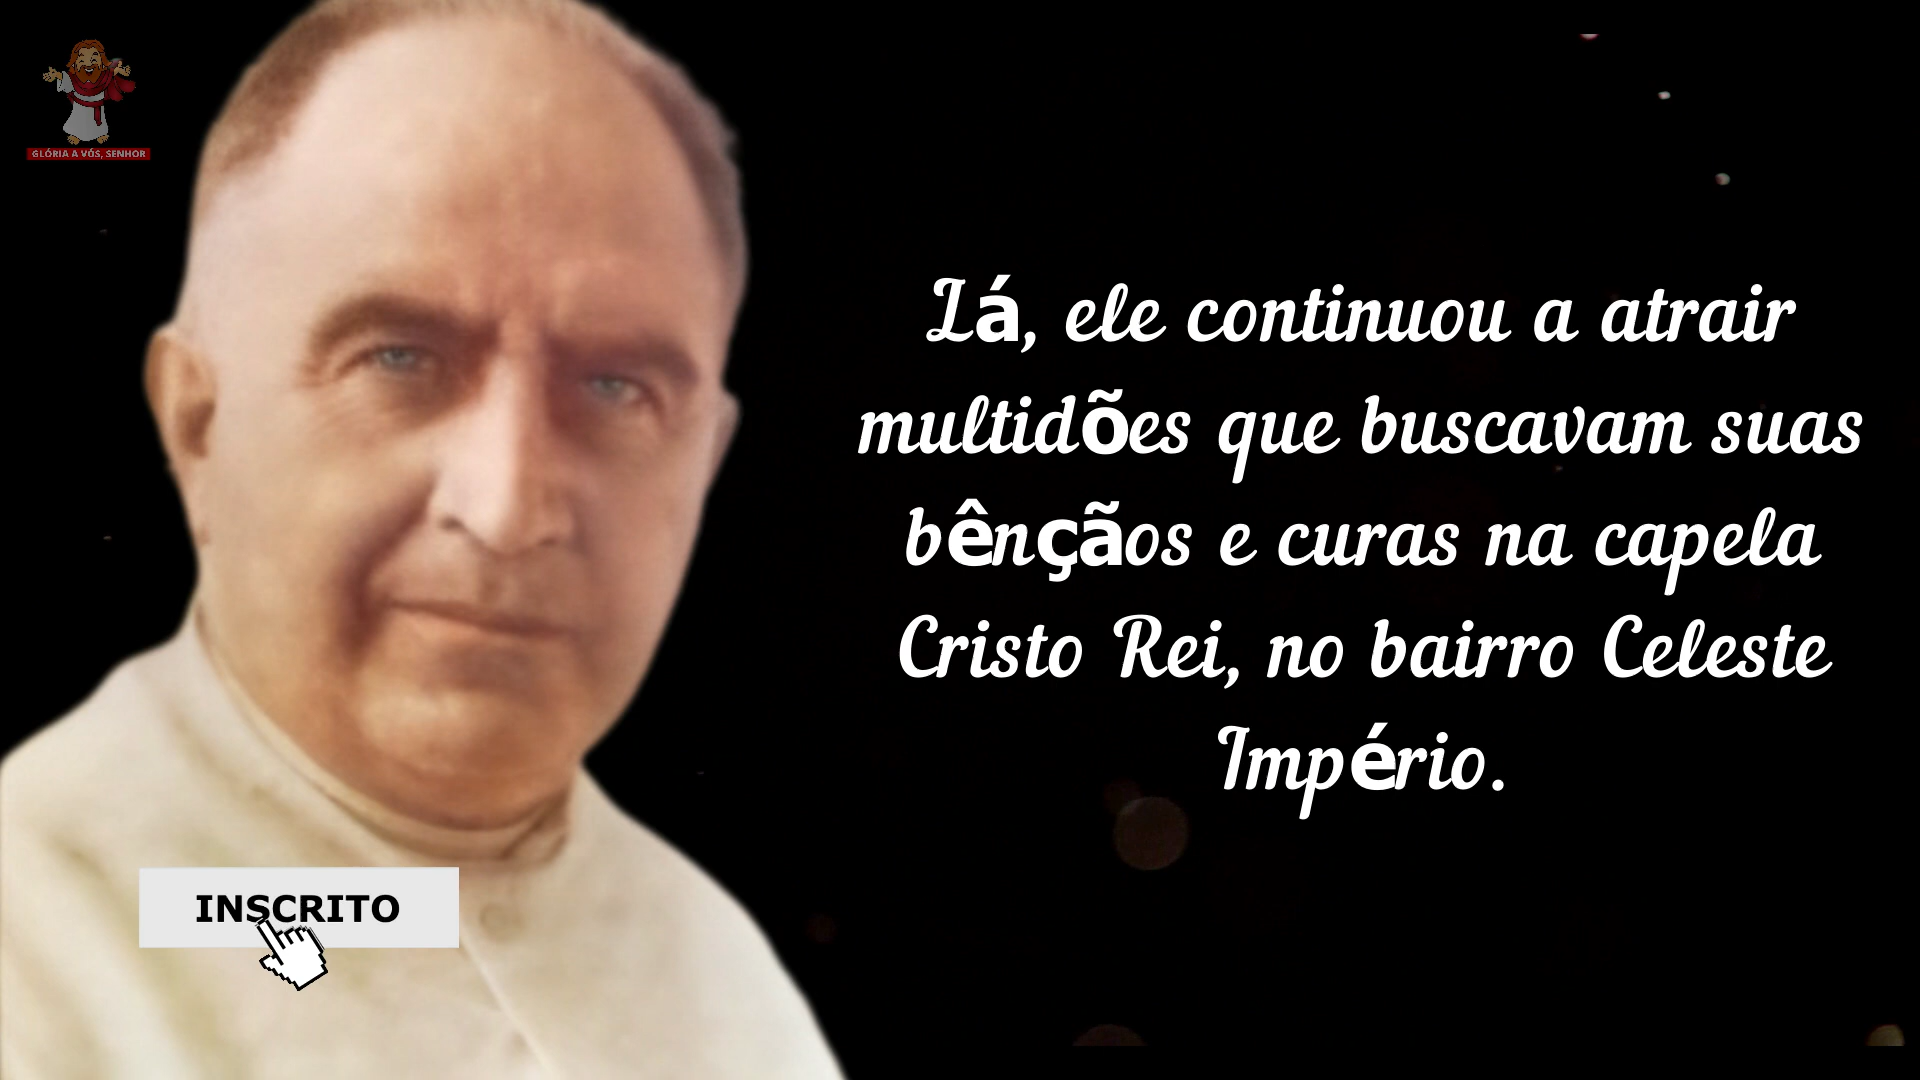 GLÓRIA A VÓS, SENHOR
Lá, ele continuou a atrair
multidões que buscavam suas
bênçãos e curas na capela
Cristo Rei, no bairro Celeste
Império.
INSCRITO